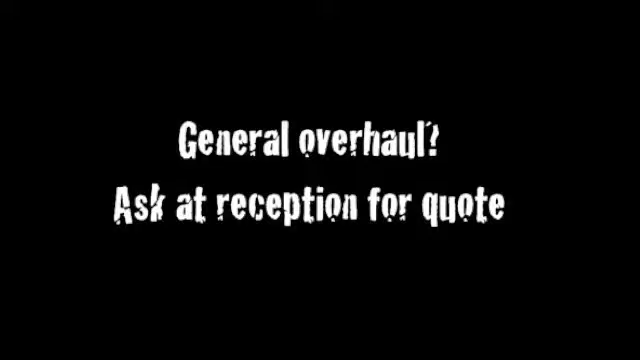 General overhaul?
Ask at reception for quote